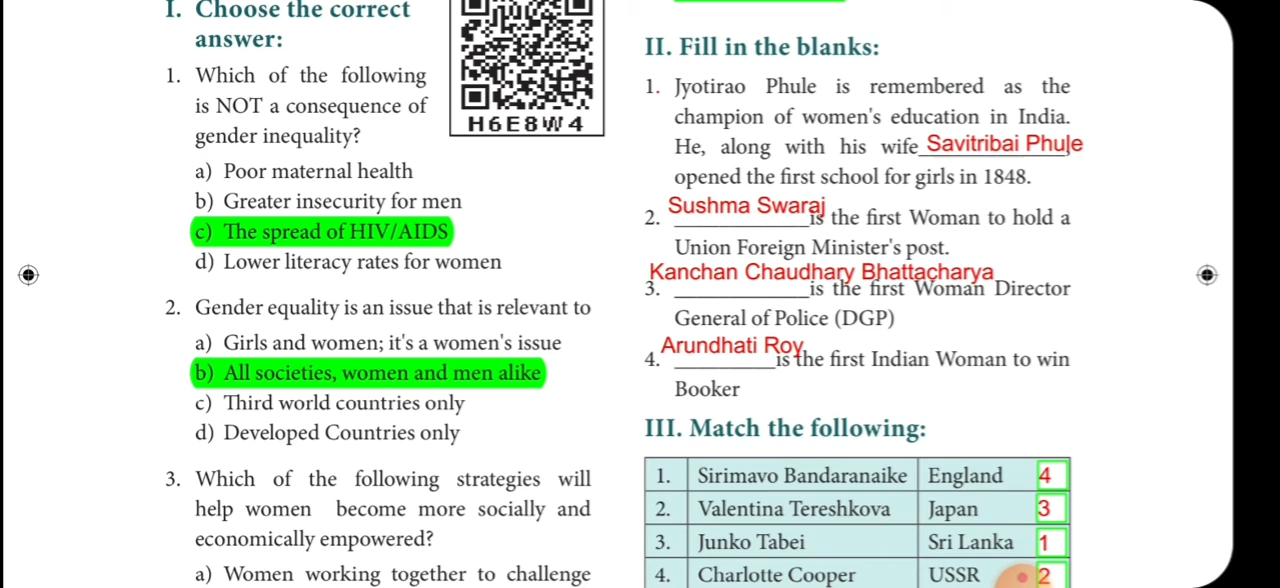 I. Choose the correct
answer:
H6E8W4
1. Which of the following
is NOT a consequence of
gender inequality?
a) Poor maternal health
b) Greater insecurity for men
c) The spread of HIV/AIDS
d) Lower literacy rates for women
2. Gender equality is an issue that is relevant to
a) Girls and women; it's a women's issue
b) All societies, women and men alike
c) Third world countries only
d) Developed Countries only
3. Which of the following strategies will
help women become more socially and
economically empowered?
a) Women working together to challenge
II. Fill in the blanks:
1. Jyotirao Phule is remembered as the
champion of women's education in India.
He, along with his wife Savitribai Phule
opened the first school for girls in 1848.
2. Sushma Swaraj is the first Woman to hold a
Union Foreign Minister's post.
Kanchan Chaudhary Bhattacharya
3. ____________is the first Woman Director
General of Police (DGP)
Arundhati Roy
4. _________is the first Indian Woman to win
Booker
III. Match the following:
1. Sirimavo Bandaranaike England 4
2. Valentina Tereshkova Japan 3
3. Junko Tabei Sri Lanka 1
4. Charlotte Cooper USSR 2